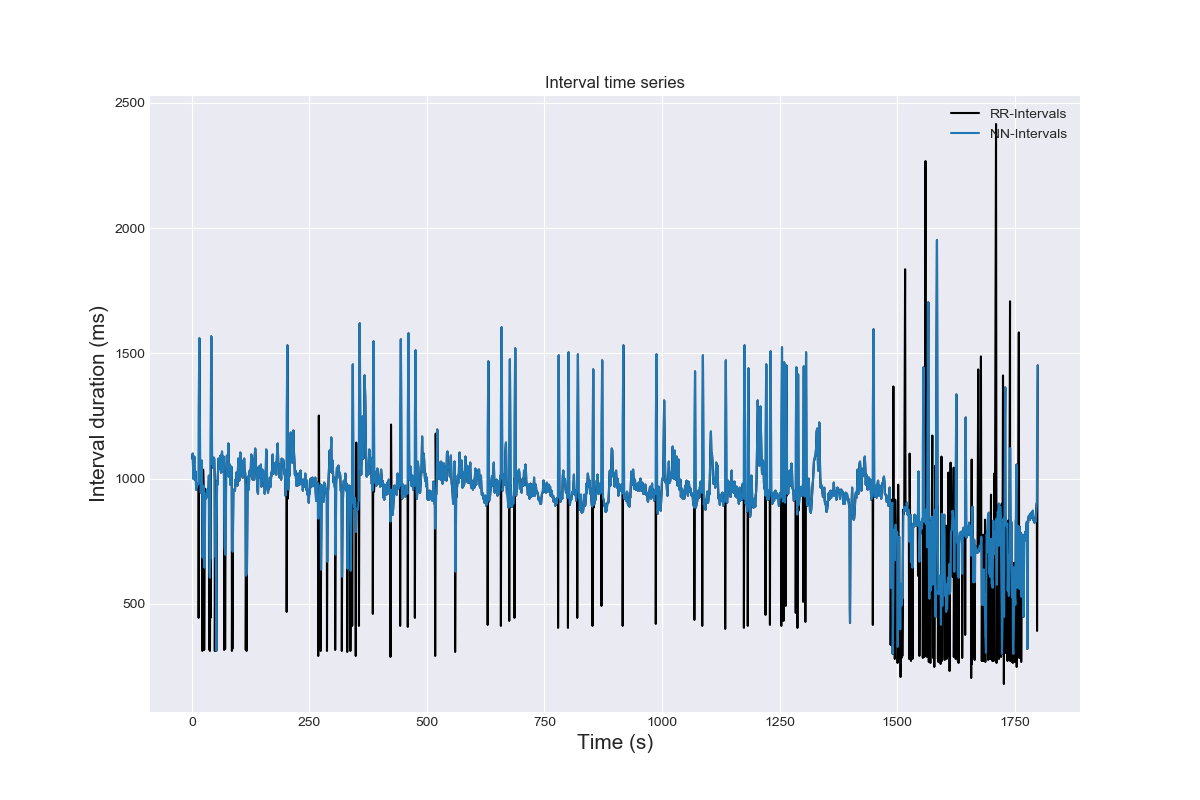 Interval time series
2500
2000
1500
1000
500
Interval duration (ms)
RR-Intervals
NN-Intervals
0 250 500 750 1000 1250 1500 1750
Time (s)